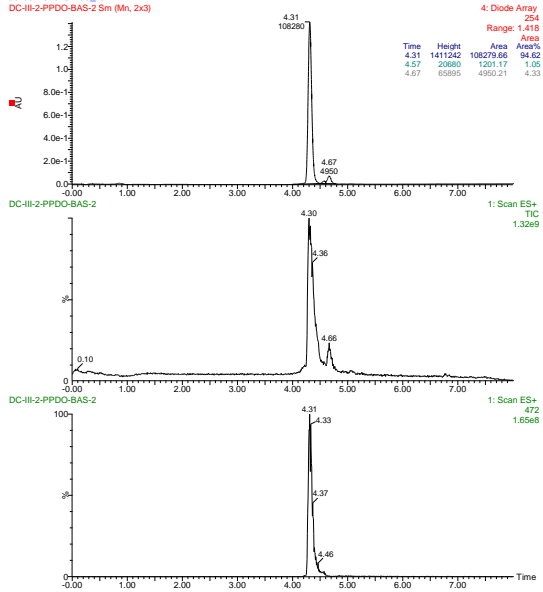 DC-III-2-PPDO-BAS-2 Sm (Mn, 2x3)
4: Diode Array
254
Range: 1.418
Area
Time Height Area Area%
4.31 1411242 108279.66 94.62
4.57 20680 1201.17 1.05
4.67 65895 4950.21 4.33
4.31
108280
AU
1.2
1.0
8.0e-1
6.0e-1
4.0e-1
2.0e-1
0.0
4.67
4950
-0.00 1.00 2.00 3.00 4.00 5.00 6.00 7.00
DC-III-2-PPDO-BAS-2
1: Scan ES+
TIC
1.32e9
4.30
4.36
%
4.66
0.10
0
-0.00 1.00 2.00 3.00 4.00 5.00 6.00 7.00
DC-III-2-PPDO-BAS-2
1: Scan ES+
472
1.65e8
100
4.31
4.33
%
4.37
4.46
0
Time
-0.00 1.00 2.00 3.00 4.00 5.00 6.00 7.00